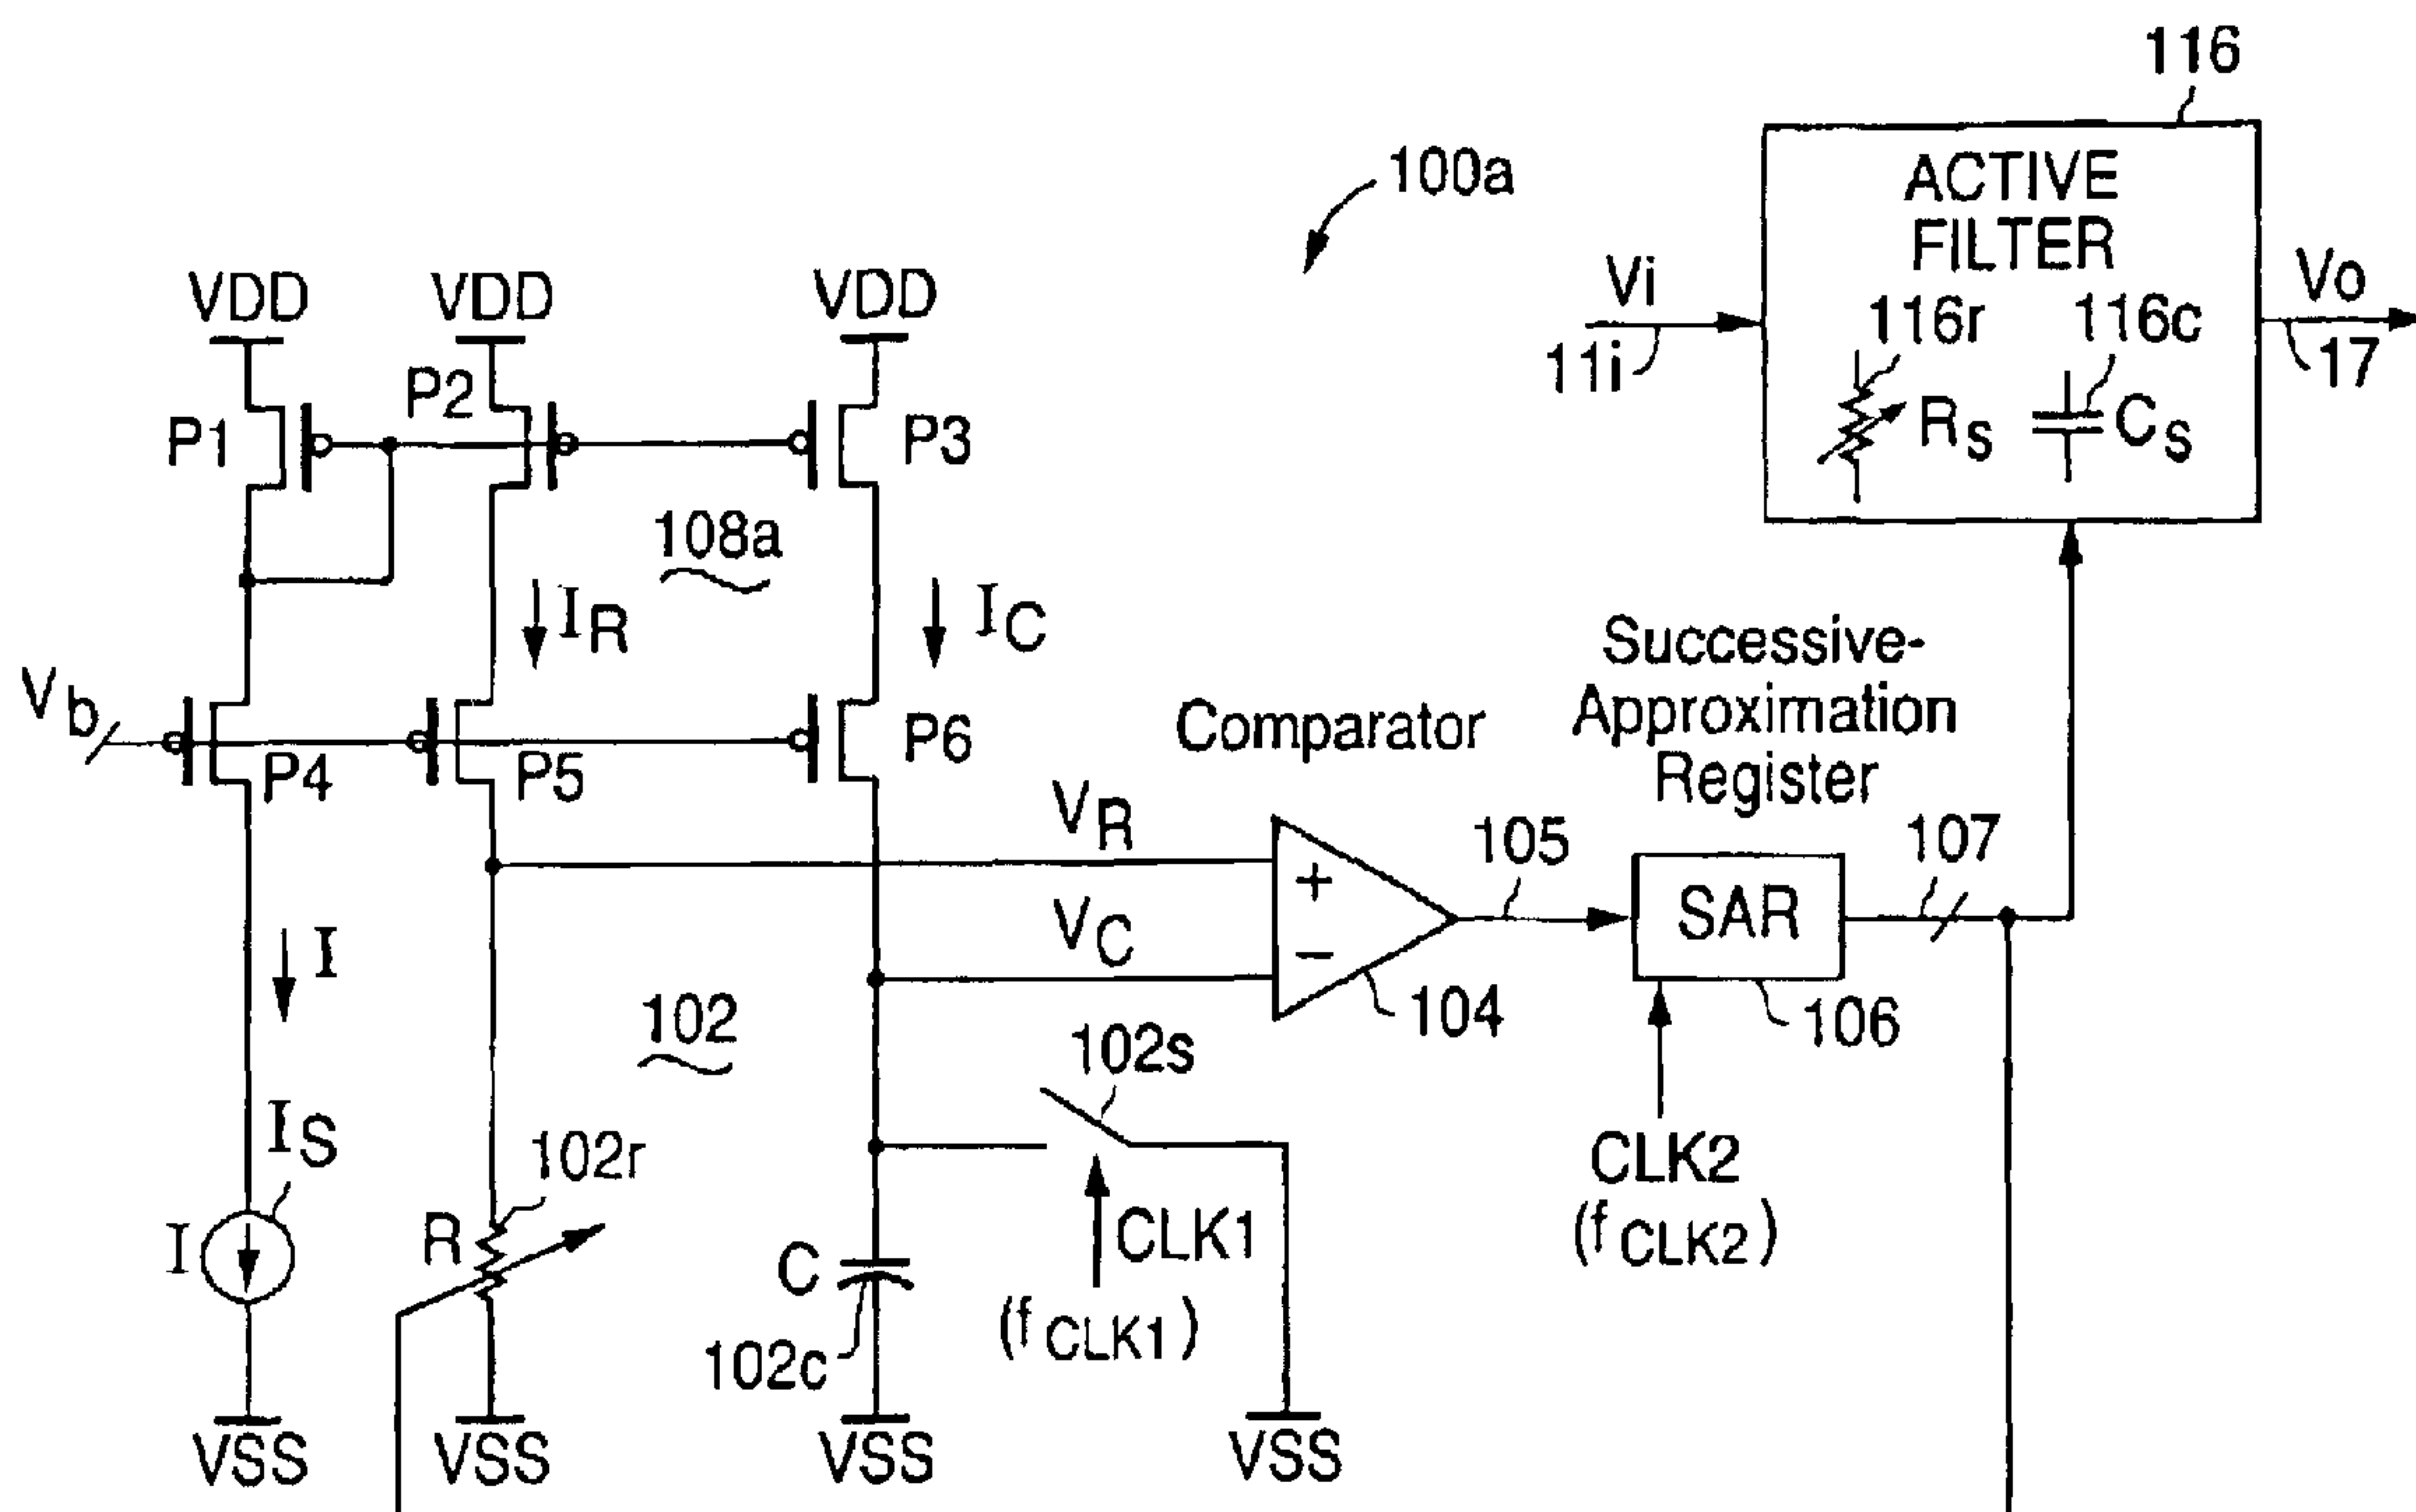 116
100a
ACTIVE
FILTER
Vi
11i
116r
116c
Rs
Cs
Vo
17
VDD
VDD
VDD
P1
P2
P3
108a
IR
IC
Vb
P4
P5
P6
Comparator
Successive-
Approximation
Register
VR
VC
+
−
104
105
SAR
106
107
I
102
102s
IS
102r
I
R
C
102c
CLK1
(fCLK1)
CLK2
(fCLK2)
VSS
VSS
VSS
VSS